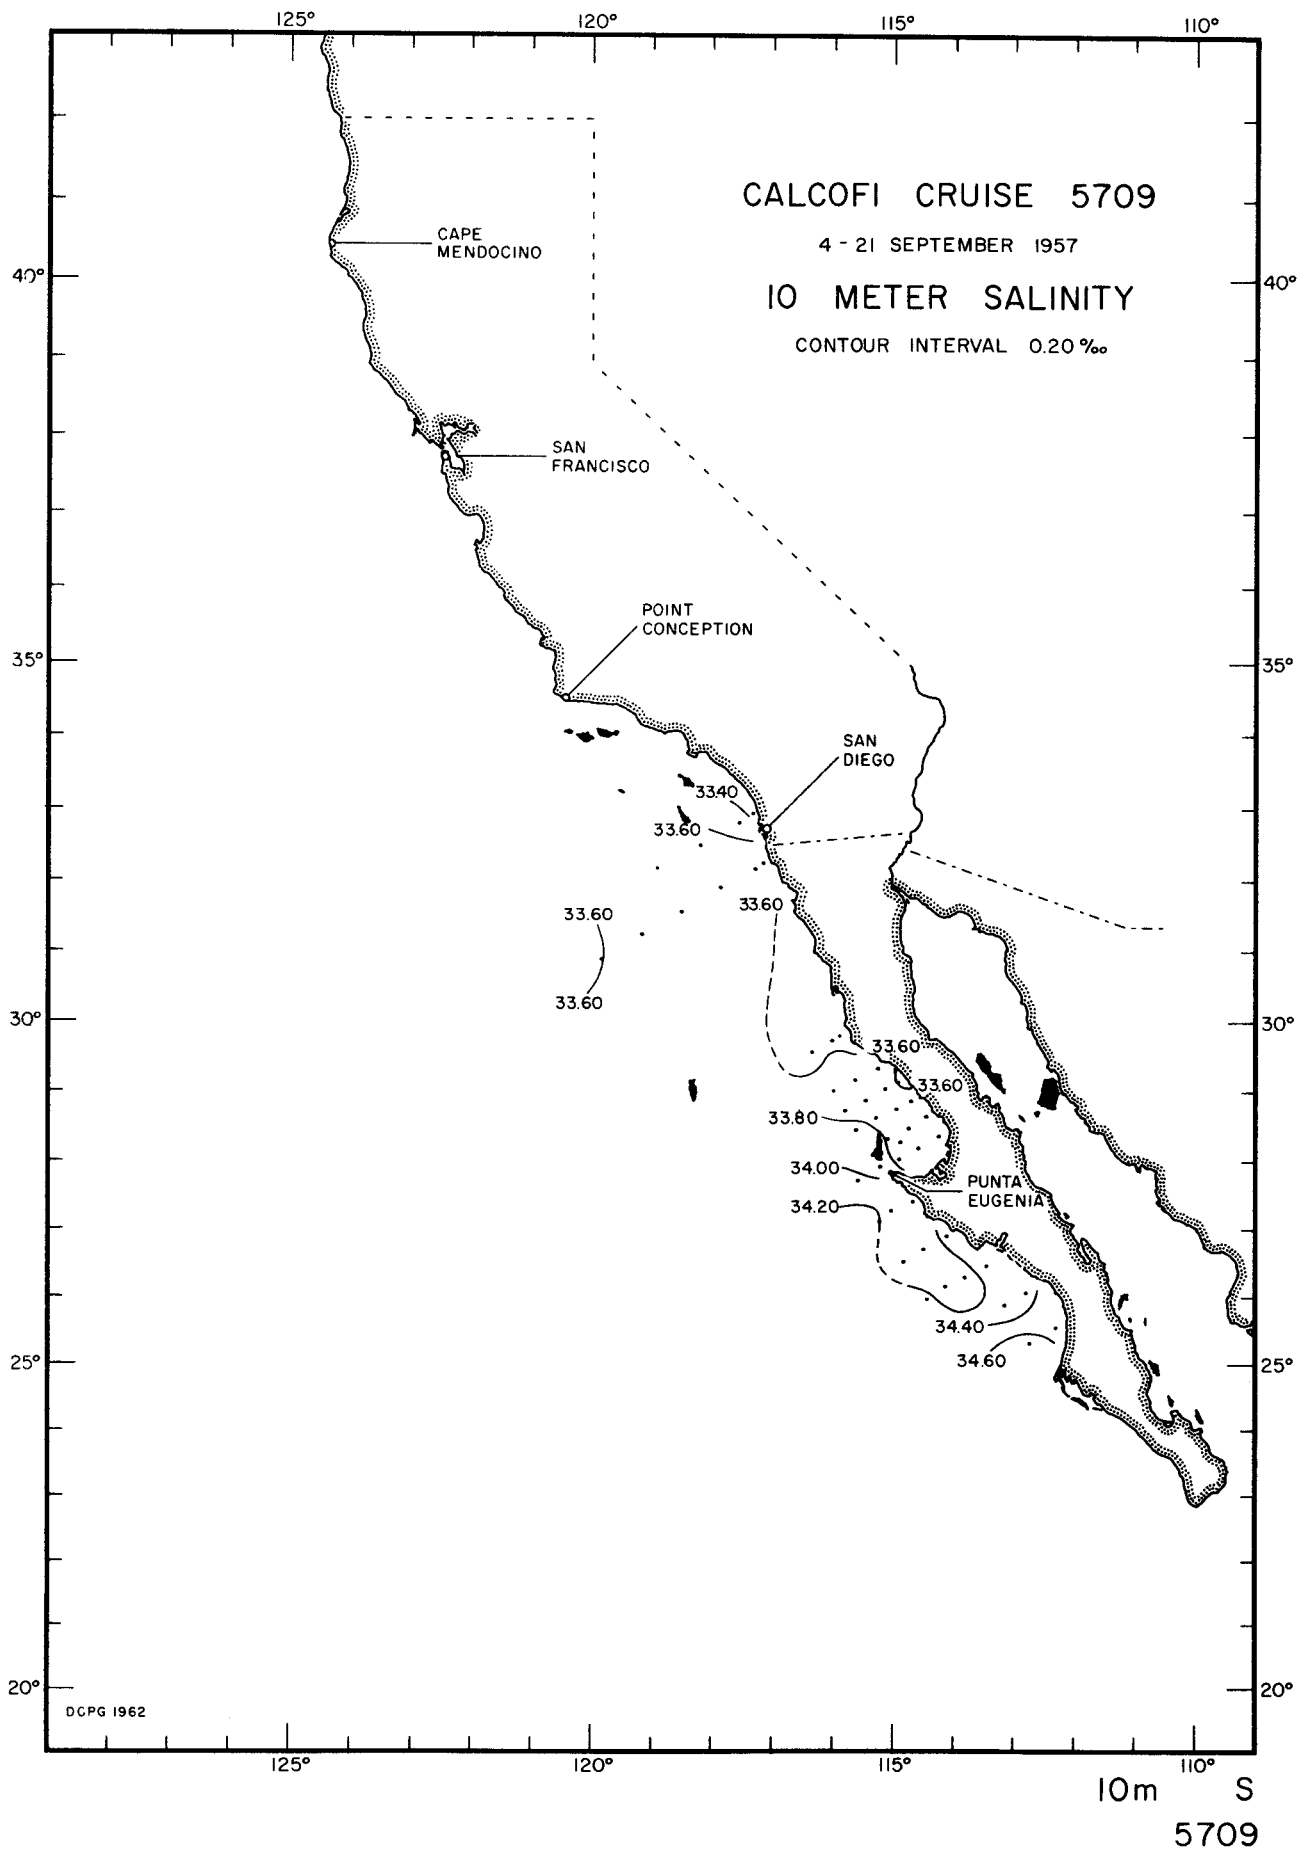 125° 120° 115° 110°
CALCOFI CRUISE 5709
4 - 21 SEPTEMBER 1957
10 METER SALINITY
CONTOUR INTERVAL 0.20 ‰
CAPE
MENDOCINO
40° 40°
SAN
FRANCISCO
POINT
CONCEPTION
35° 35°
SAN
DIEGO
33.40
33.60
33.60
33.60
33.60
30° 30°
33.60
33.60
33.80
34.00
PUNTA
EUGENIA
34.20
34.40
34.60
25° 25°
20° 20°
DCPG 1962
125° 120° 115° 110°
10m S
5709